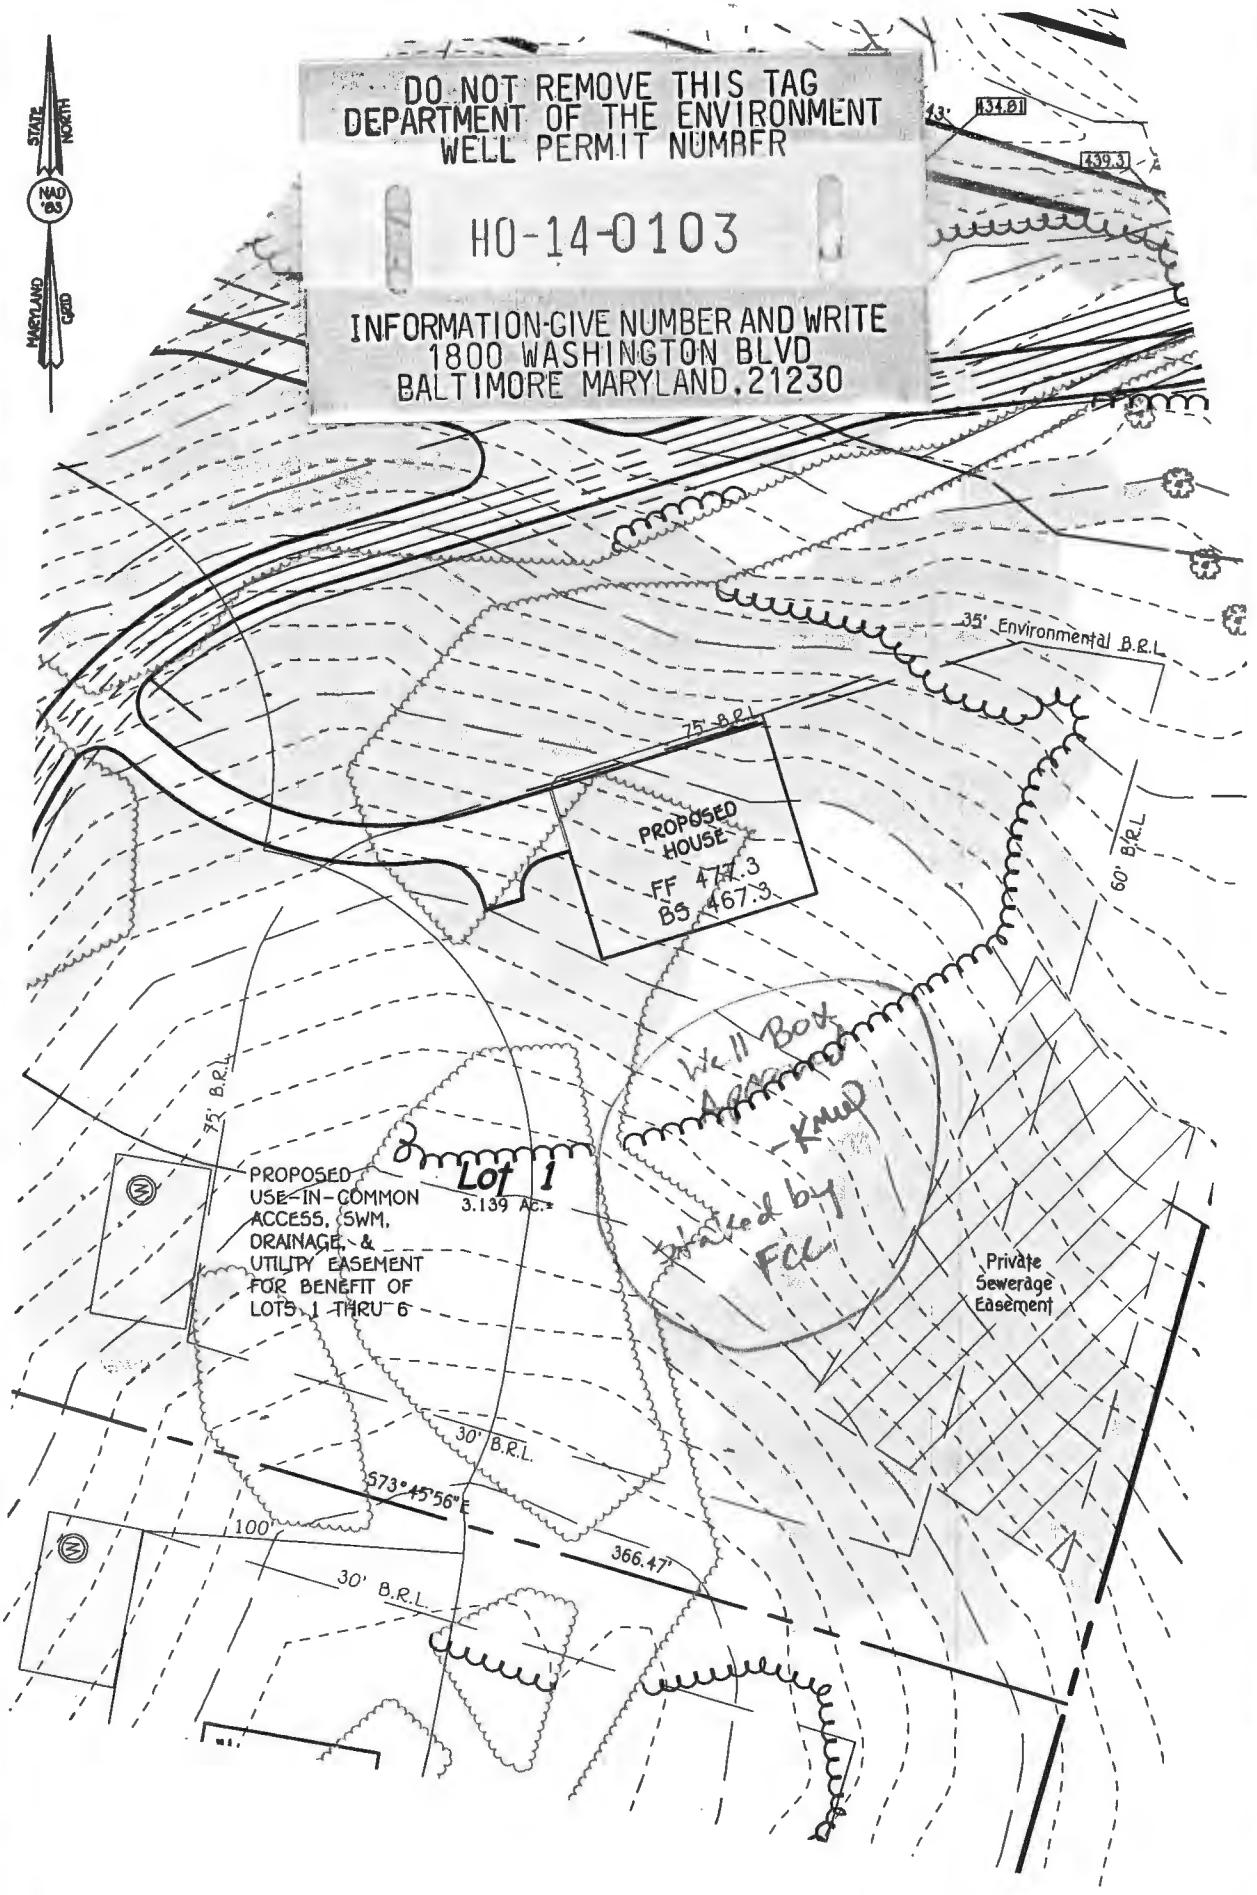 DO NOT REMOVE THIS TAG
DEPARTMENT OF THE ENVIRONMENT
WELL PERMIT NUMBER
HO-14-0103
INFORMATION-GIVE NUMBER AND WRITE
1800 WASHINGTON BLVD
BALTIMORE MARYLAND.21230
STATE
NORTH
NAD
'83
MARYLAND
GRID
43'
434.81
439.3
35' Environmental B.R.L.
75' B.R.L.
PROPOSED
HOUSE
FF 477.3
BS 467.3
60' B.R.L
Well Box
-Kmw
Staked by
FCC
75' B.R.L.
W
PROPOSED
USE-IN-COMMON
ACCESS, SWM,
DRAINAGE, &
UTILITY EASEMENT
FOR BENEFIT OF
LOTS 1 THRU 6
Lot 1
3.139 Ac.±
Private
Sewerage
Easement
30' B.R.L.
S73°45'56"E
366.47'
100'
W
30' B.R.L.